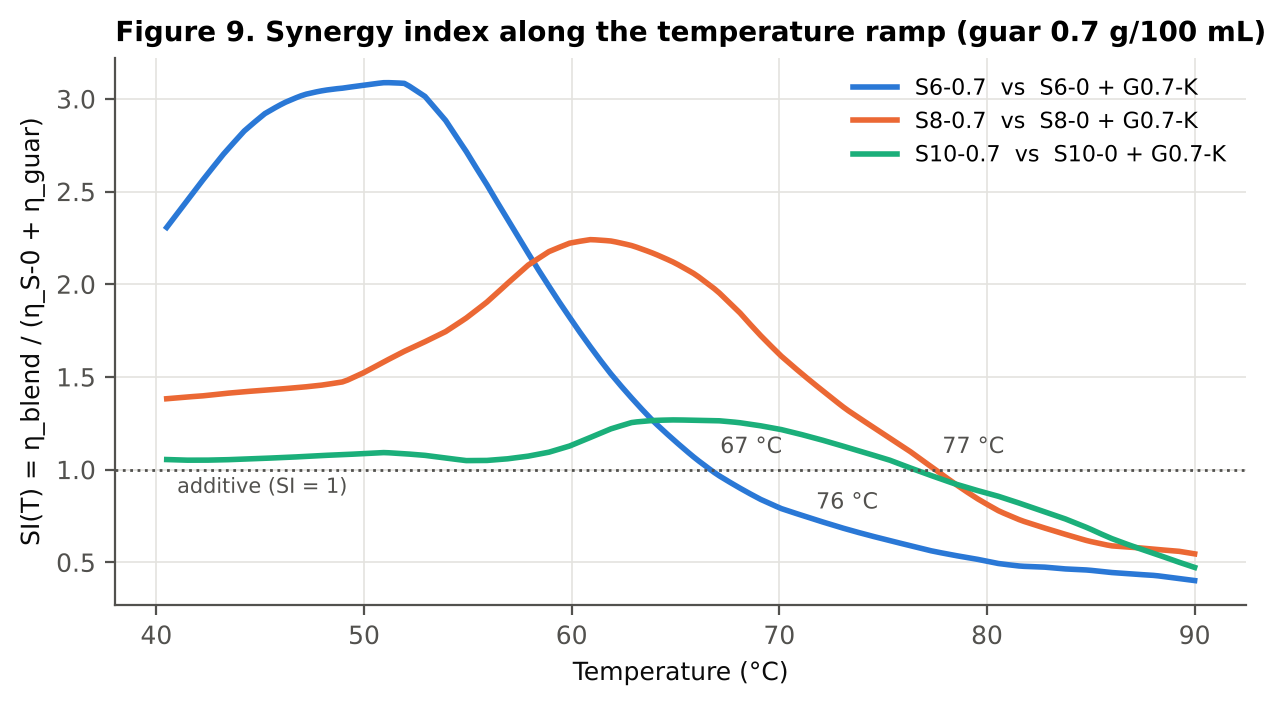 Figure 9. Synergy index along the temperature ramp (guar 0.7 g/100 mL)
S6-0.7 vs S6-0 + G0.7-K
S8-0.7 vs S8-0 + G0.7-K
S10-0.7 vs S10-0 + G0.7-K
SI(T) = η_blend / (η_S-0 + η_guar)
3.0
2.5
2.0
1.5
1.0
0.5
67 °C
77 °C
additive (SI = 1)
76 °C
40 50 60 70 80 90
Temperature (°C)